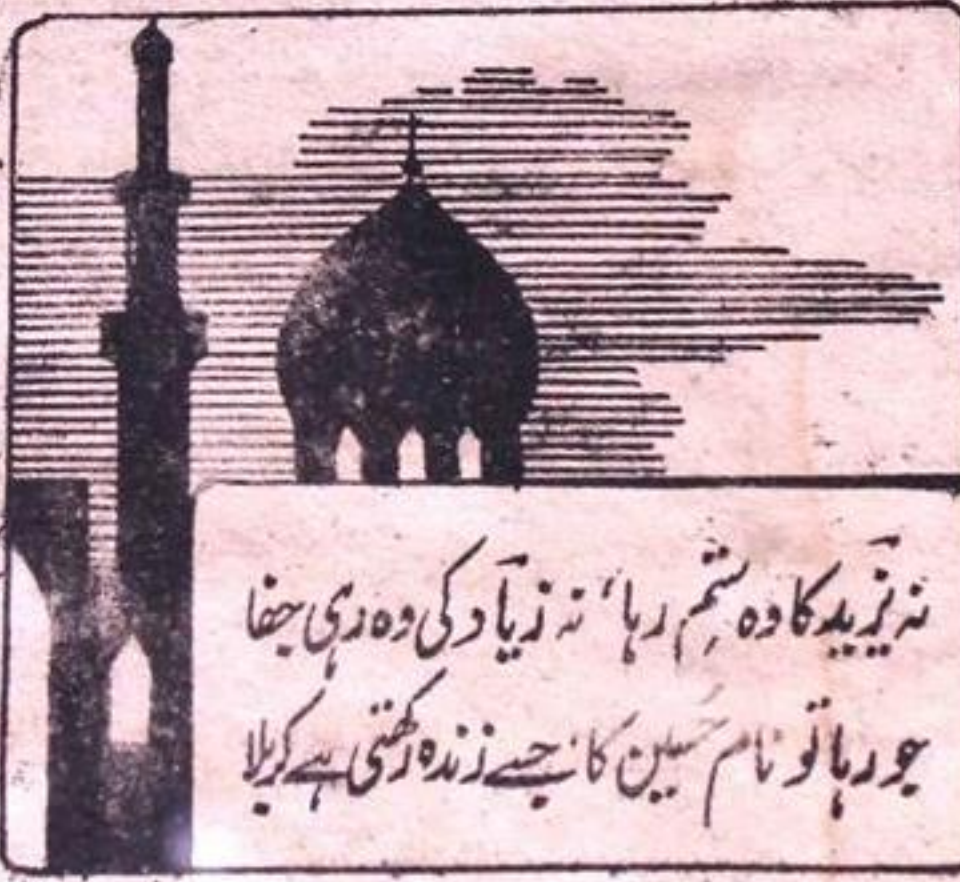 نہ یزید کا وہ ستم رہا، نہ زیاد کی وہ رہی جفا
جو رہا تو نام حسین کا، جسے زندہ رکھتی ہے کربلا